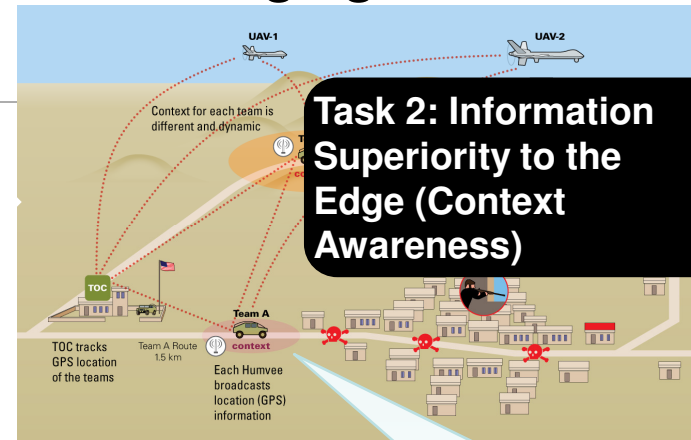 UAV-1
UAV-2
Context for each team is
different and dynamic
Task 2: Information
Superiority to the
Edge (Context
Awareness)
TOC
Team A
context
TOC tracks
GPS location
of the teams
Team A Route
1.5 km
Each Humvee
broadcasts
location (GPS)
information